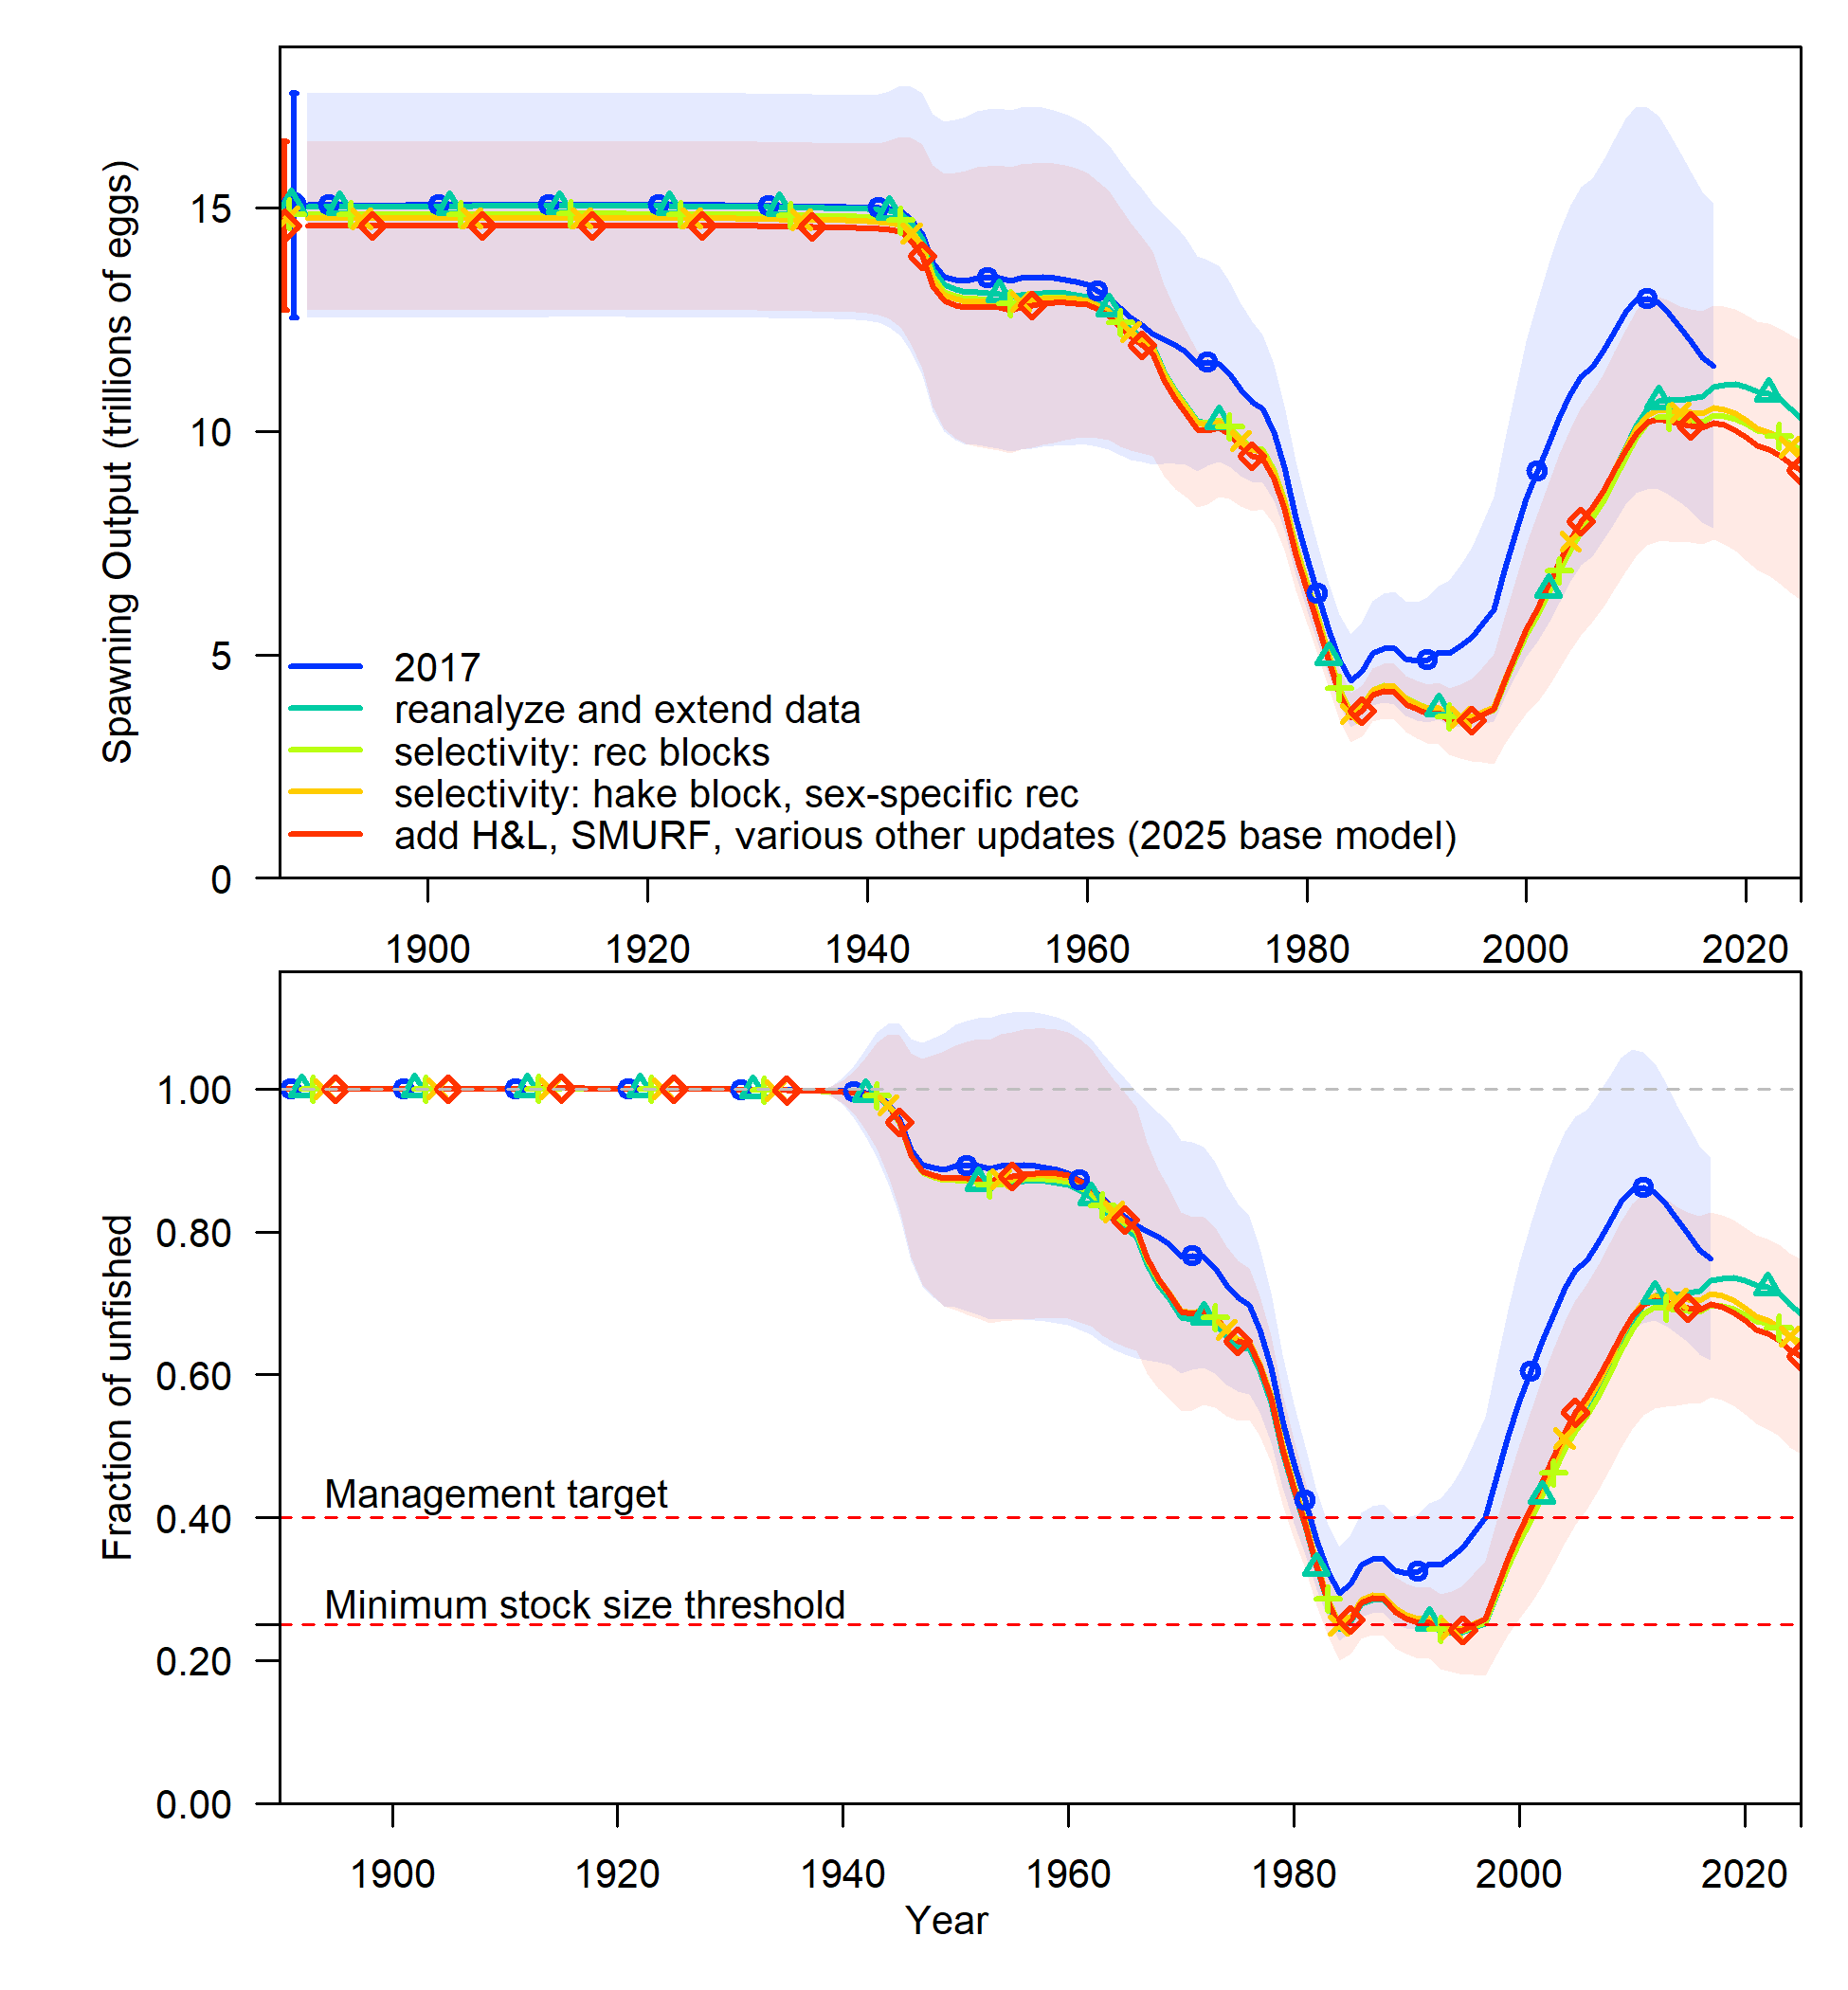 Spawning Output (trillions of eggs)
15
10
5
0
2017
reanalyze and extend data
selectivity: rec blocks
selectivity: hake block, sex-specific rec
add H&L, SMURF, various other updates (2025 base model)
1900 1920 1940 1960 1980 2000 2020
Fraction of unfished
1.00
0.80
0.60
0.40
0.20
0.00
Management target
Minimum stock size threshold
1900 1920 1940 1960 1980 2000 2020
Year